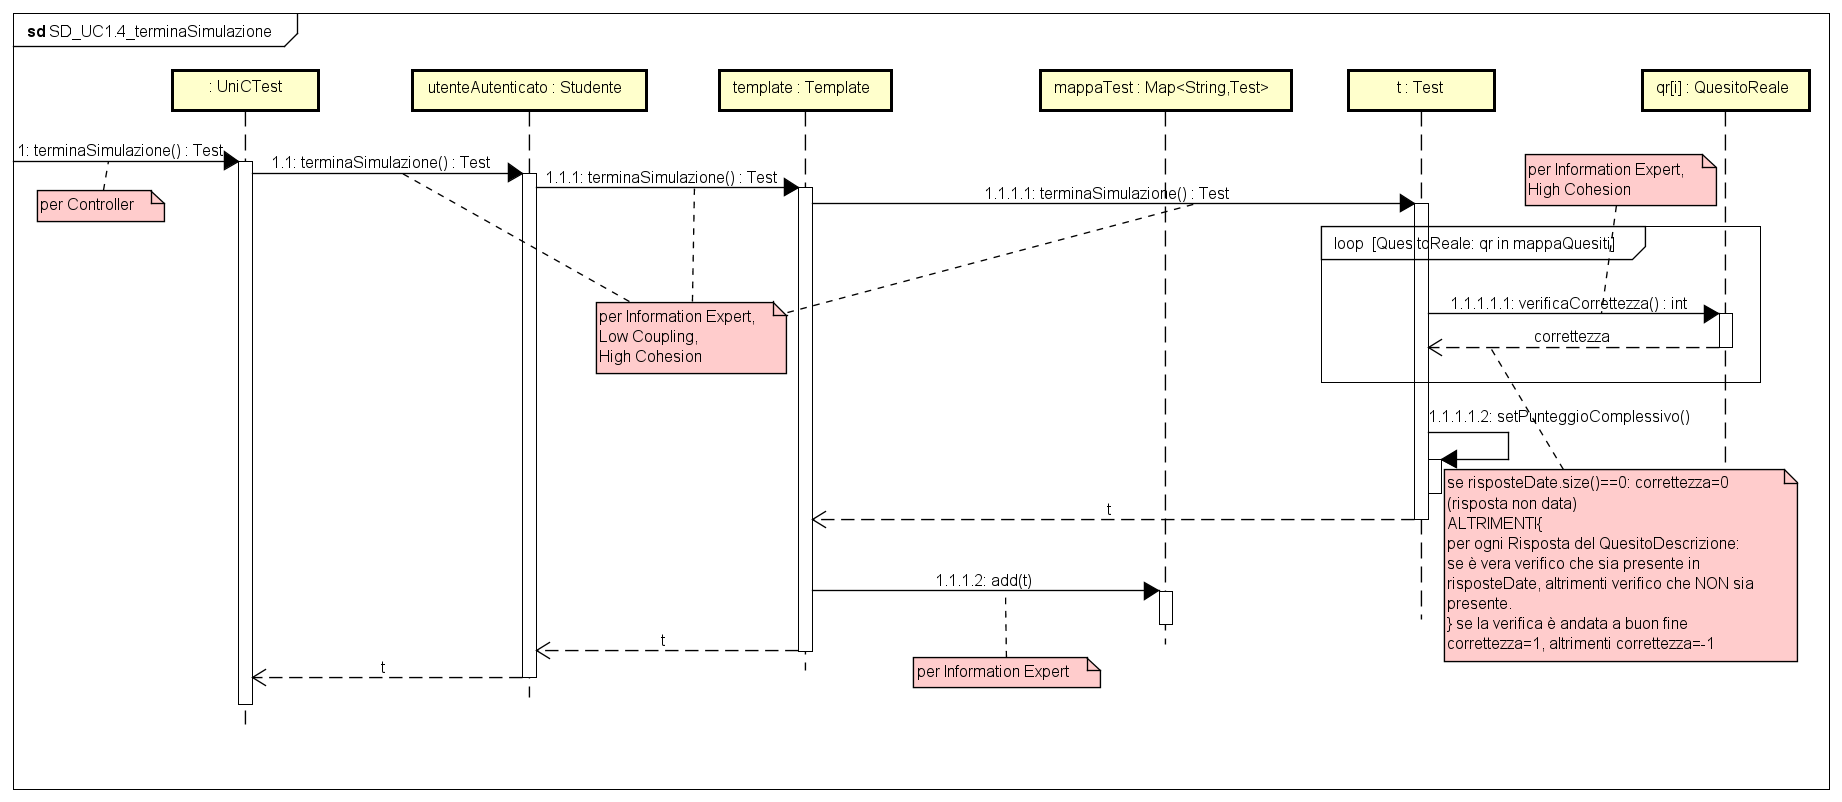 sd SD_UC1.4_terminaSimulazione
: UniCTest
utenteAutenticato : Studente
template : Template
mappaTest : Map<String,Test>
t : Test
qr[i] : QuesitoReale
1: terminaSimulazione() : Test
per Controller
1.1: terminaSimulazione() : Test
1.1.1: terminaSimulazione() : Test
1.1.1.1: terminaSimulazione() : Test
per Information Expert,
High Cohesion
loop [QuesitoReale: qr in mappaQuesiti]
per Information Expert,
Low Coupling,
High Cohesion
1.1.1.1.1: verificaCorrettezza() : int
correttezza
1.1.1.1.2: setPunteggioComplessivo()
se risposteDate.size()==0: correttezza=0
(risposta non data)
ALTRIMENTI{
per ogni Risposta del QuesitoDescrizione:
se è vera verifico che sia presente in
risposteDate, altrimenti verifico che NON sia
presente.
} se la verifica è andata a buon fine
correttezza=1, altrimenti correttezza=-1
t
1.1.1.2: add(t)
per Information Expert
t
t